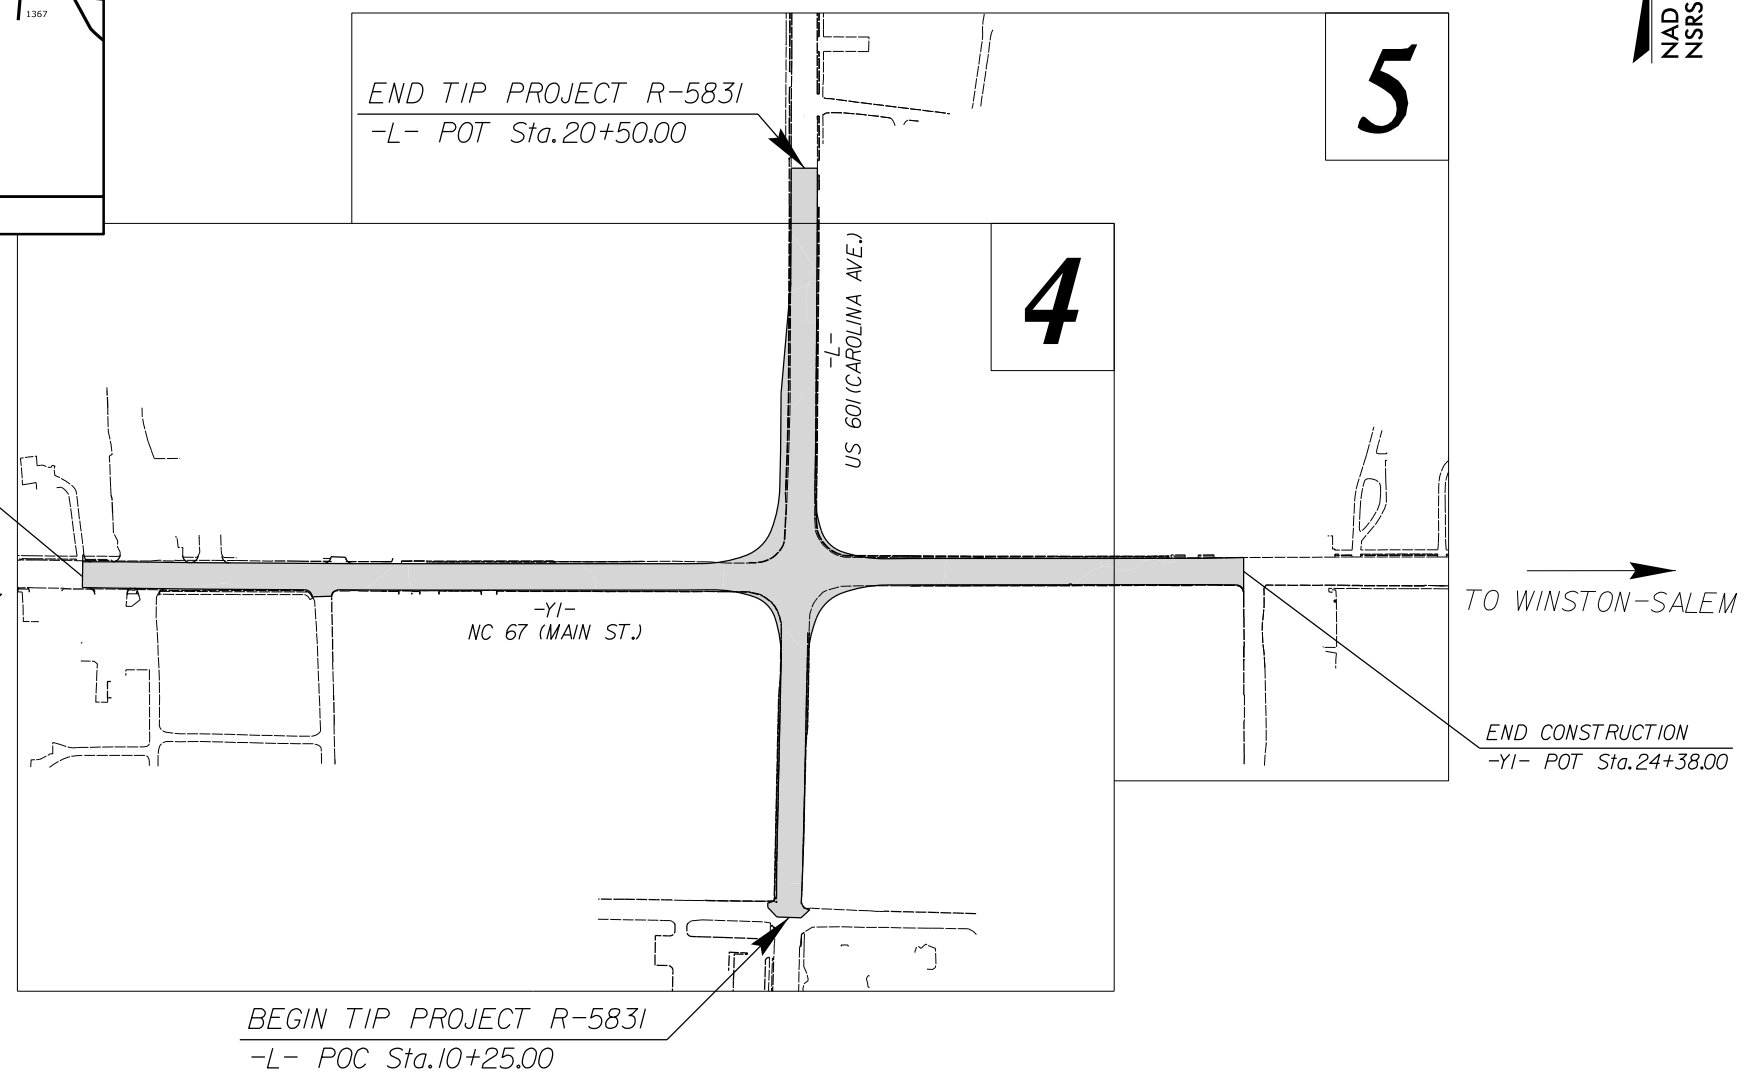 1367
NAD
NSRS
5
END TIP PROJECT R-5831
-L- POT Sta.20+50.00
4
-L-
US 601 (CAROLINA AVE.)
-Y1-
NC 67 (MAIN ST.)
TO WINSTON-SALEM
END CONSTRUCTION
-Y1- POT Sta.24+38.00
BEGIN TIP PROJECT R-5831
-L- POC Sta.10+25.00